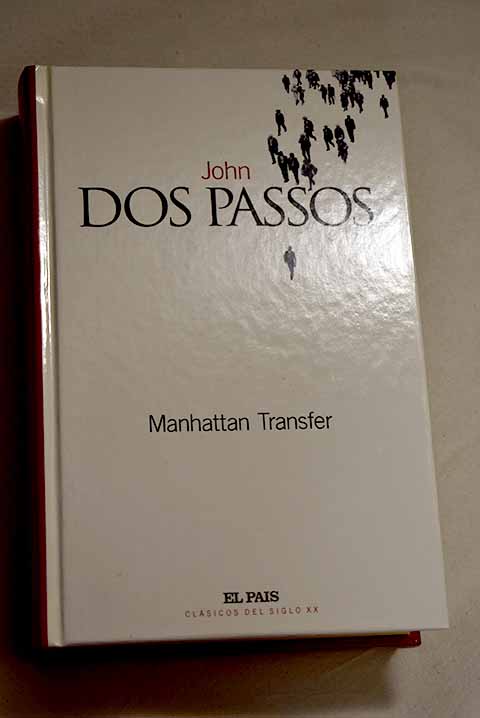 John
DOS PASSOS
Manhattan Transfer
EL PAIS
CLÁSICOS DEL SIGLO XX